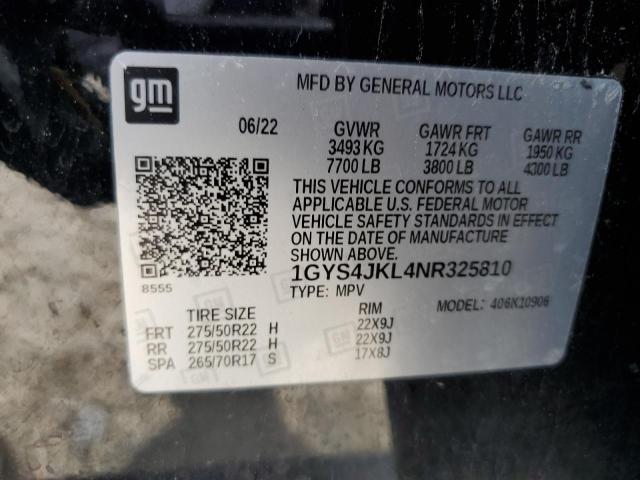 gm
MFD BY GENERAL MOTORS LLC
06/22 GVWR GAWR FRT GAWR RR
3493 KG 1724 KG 1950 KG
7700 LB 3800 LB 4300 LB
THIS VEHICLE CONFORMS TO ALL
APPLICABLE U.S. FEDERAL MOTOR
VEHICLE SAFETY STANDARDS IN EFFECT
ON THE DATE OF MANUFACTURE
SHOWN ABOVE.
1GYS4JKL4NR325810
8555
TYPE: MPV MODEL: 406K10906
TIRE SIZE RIM
FRT 275/50R22 H 22X9J
RR 275/50R22 H 22X9J
SPA 265/70R17 S 17X8J